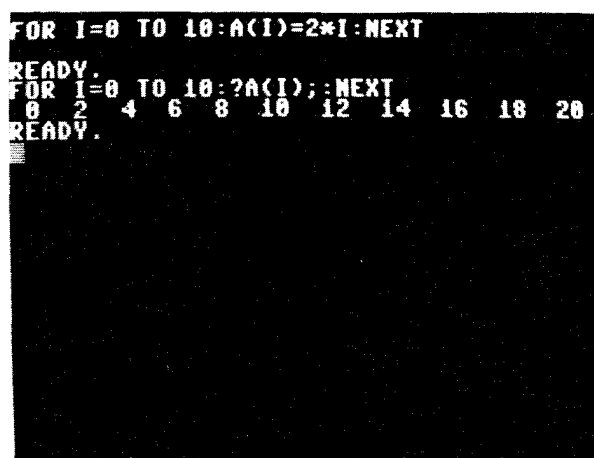 FOR I=0 TO 10:A(I)=2*I:NEXT
READY.
FOR I=0 TO 10:?A(I);:NEXT
0 2 4 6 8 10 12 14 16 18 20
READY.